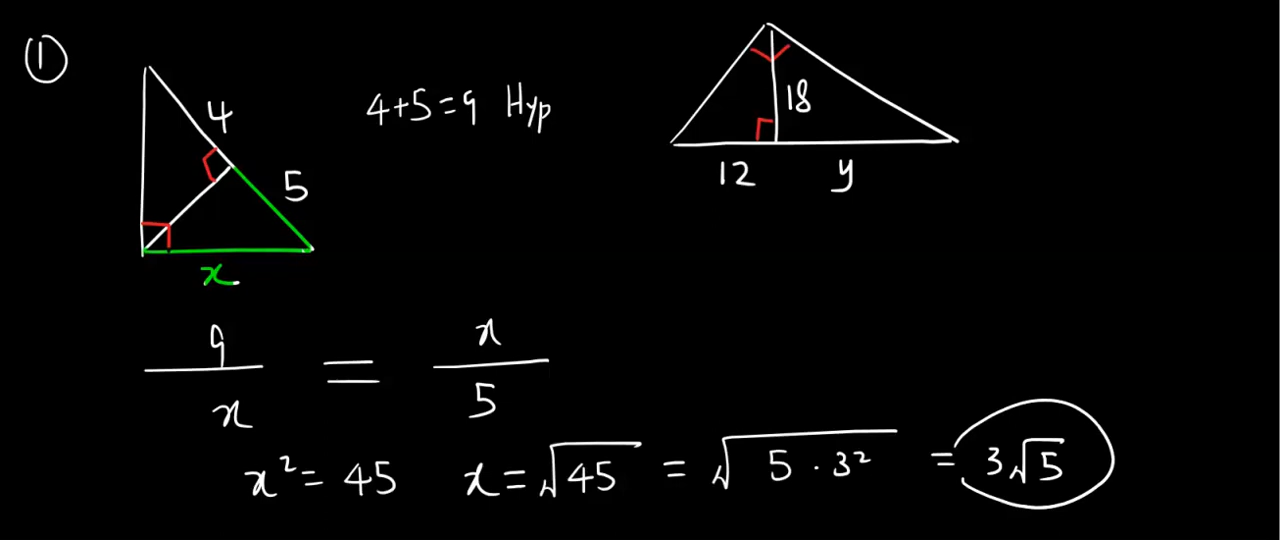 ①
4
5
x
4+5=9 Hyp
18
12 y
9/x = x/5
x² = 45 x = √45 = √5·3² = 3√5